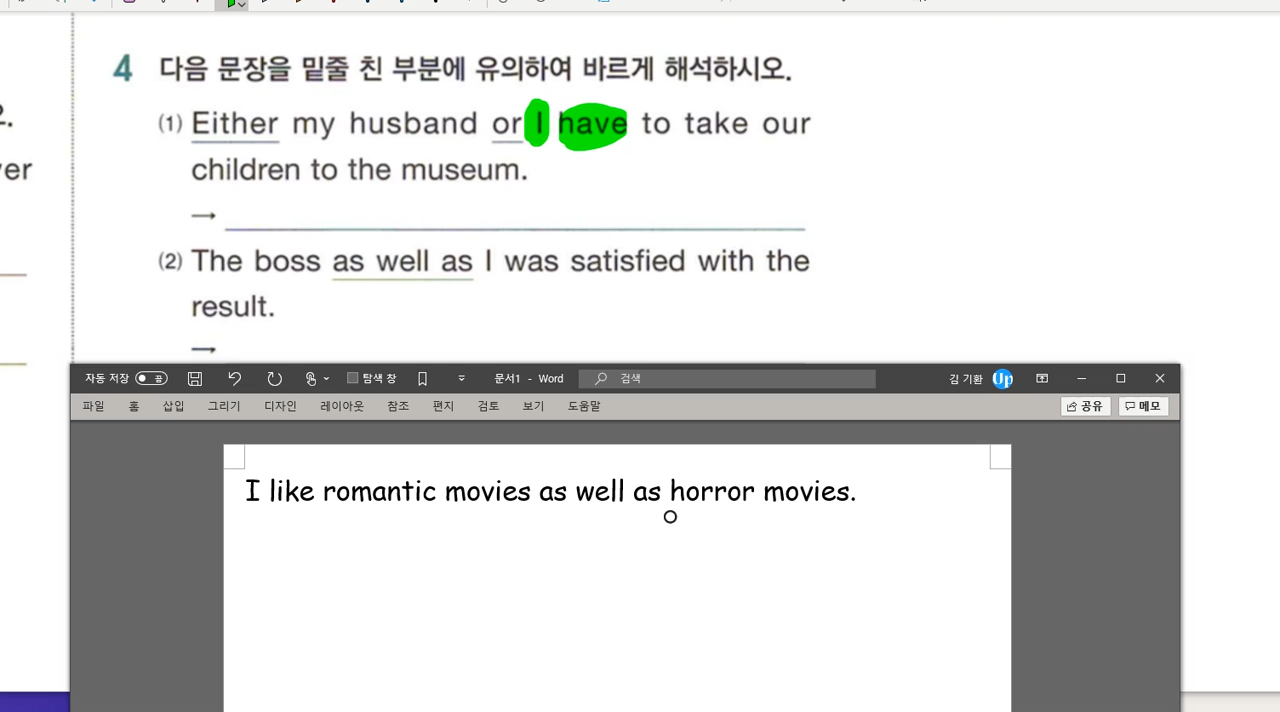 4 다음 문장을 밑줄 친 부분에 유의하여 바르게 해석하시오.
(1) Either my husband or I have to take our
children to the museum.
→
(2) The boss as well as I was satisfied with the
result.
→
자동 저장 끔 탐색 창 문서1 - Word 검색 김 기환 Up
파일 홈 삽입 그리기 디자인 레이아웃 참조 편지 검토 보기 도움말 공유 메모
I like romantic movies as well as horror movies.